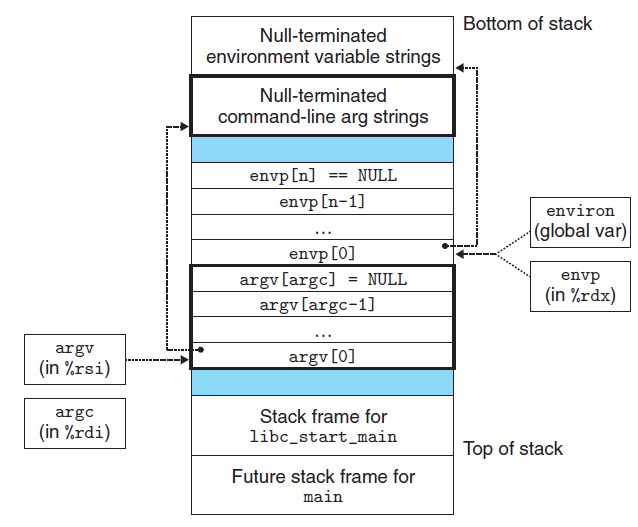 Bottom of stack
Null-terminated
environment variable strings
Null-terminated
command-line arg strings
envp[n] == NULL
envp[n-1]
...
envp[0]
environ
(global var)
envp
(in %rdx)
argv[argc] = NULL
argv[argc-1]
...
argv[0]
argv
(in %rsi)
argc
(in %rdi)
Stack frame for
libc_start_main
Top of stack
Future stack frame for
main